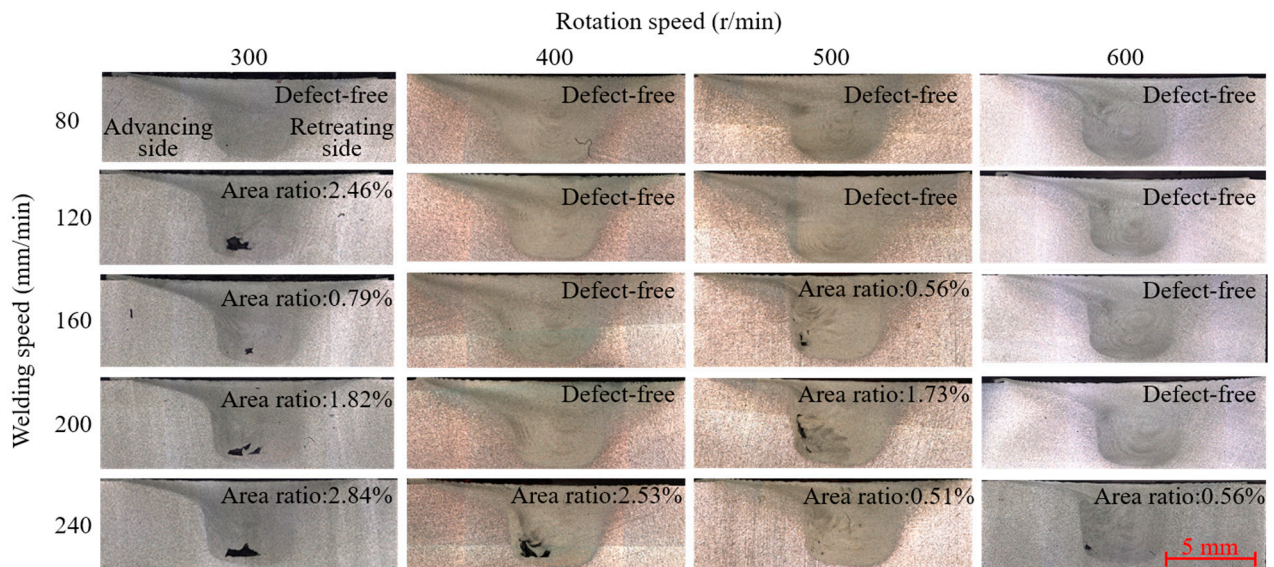 Rotation speed (r/min)
300 400 500 600
Welding speed (mm/min)
80
Defect-free
Advancing side
Retreating side
Defect-free
Defect-free
Defect-free
120
Area ratio:2.46%
Defect-free
Defect-free
Defect-free
160
Area ratio:0.79%
Defect-free
Area ratio:0.56%
Defect-free
200
Area ratio:1.82%
Defect-free
Area ratio:1.73%
Defect-free
240
Area ratio:2.84%
Area ratio:2.53%
Area ratio:0.51%
Area ratio:0.56%
5 mm